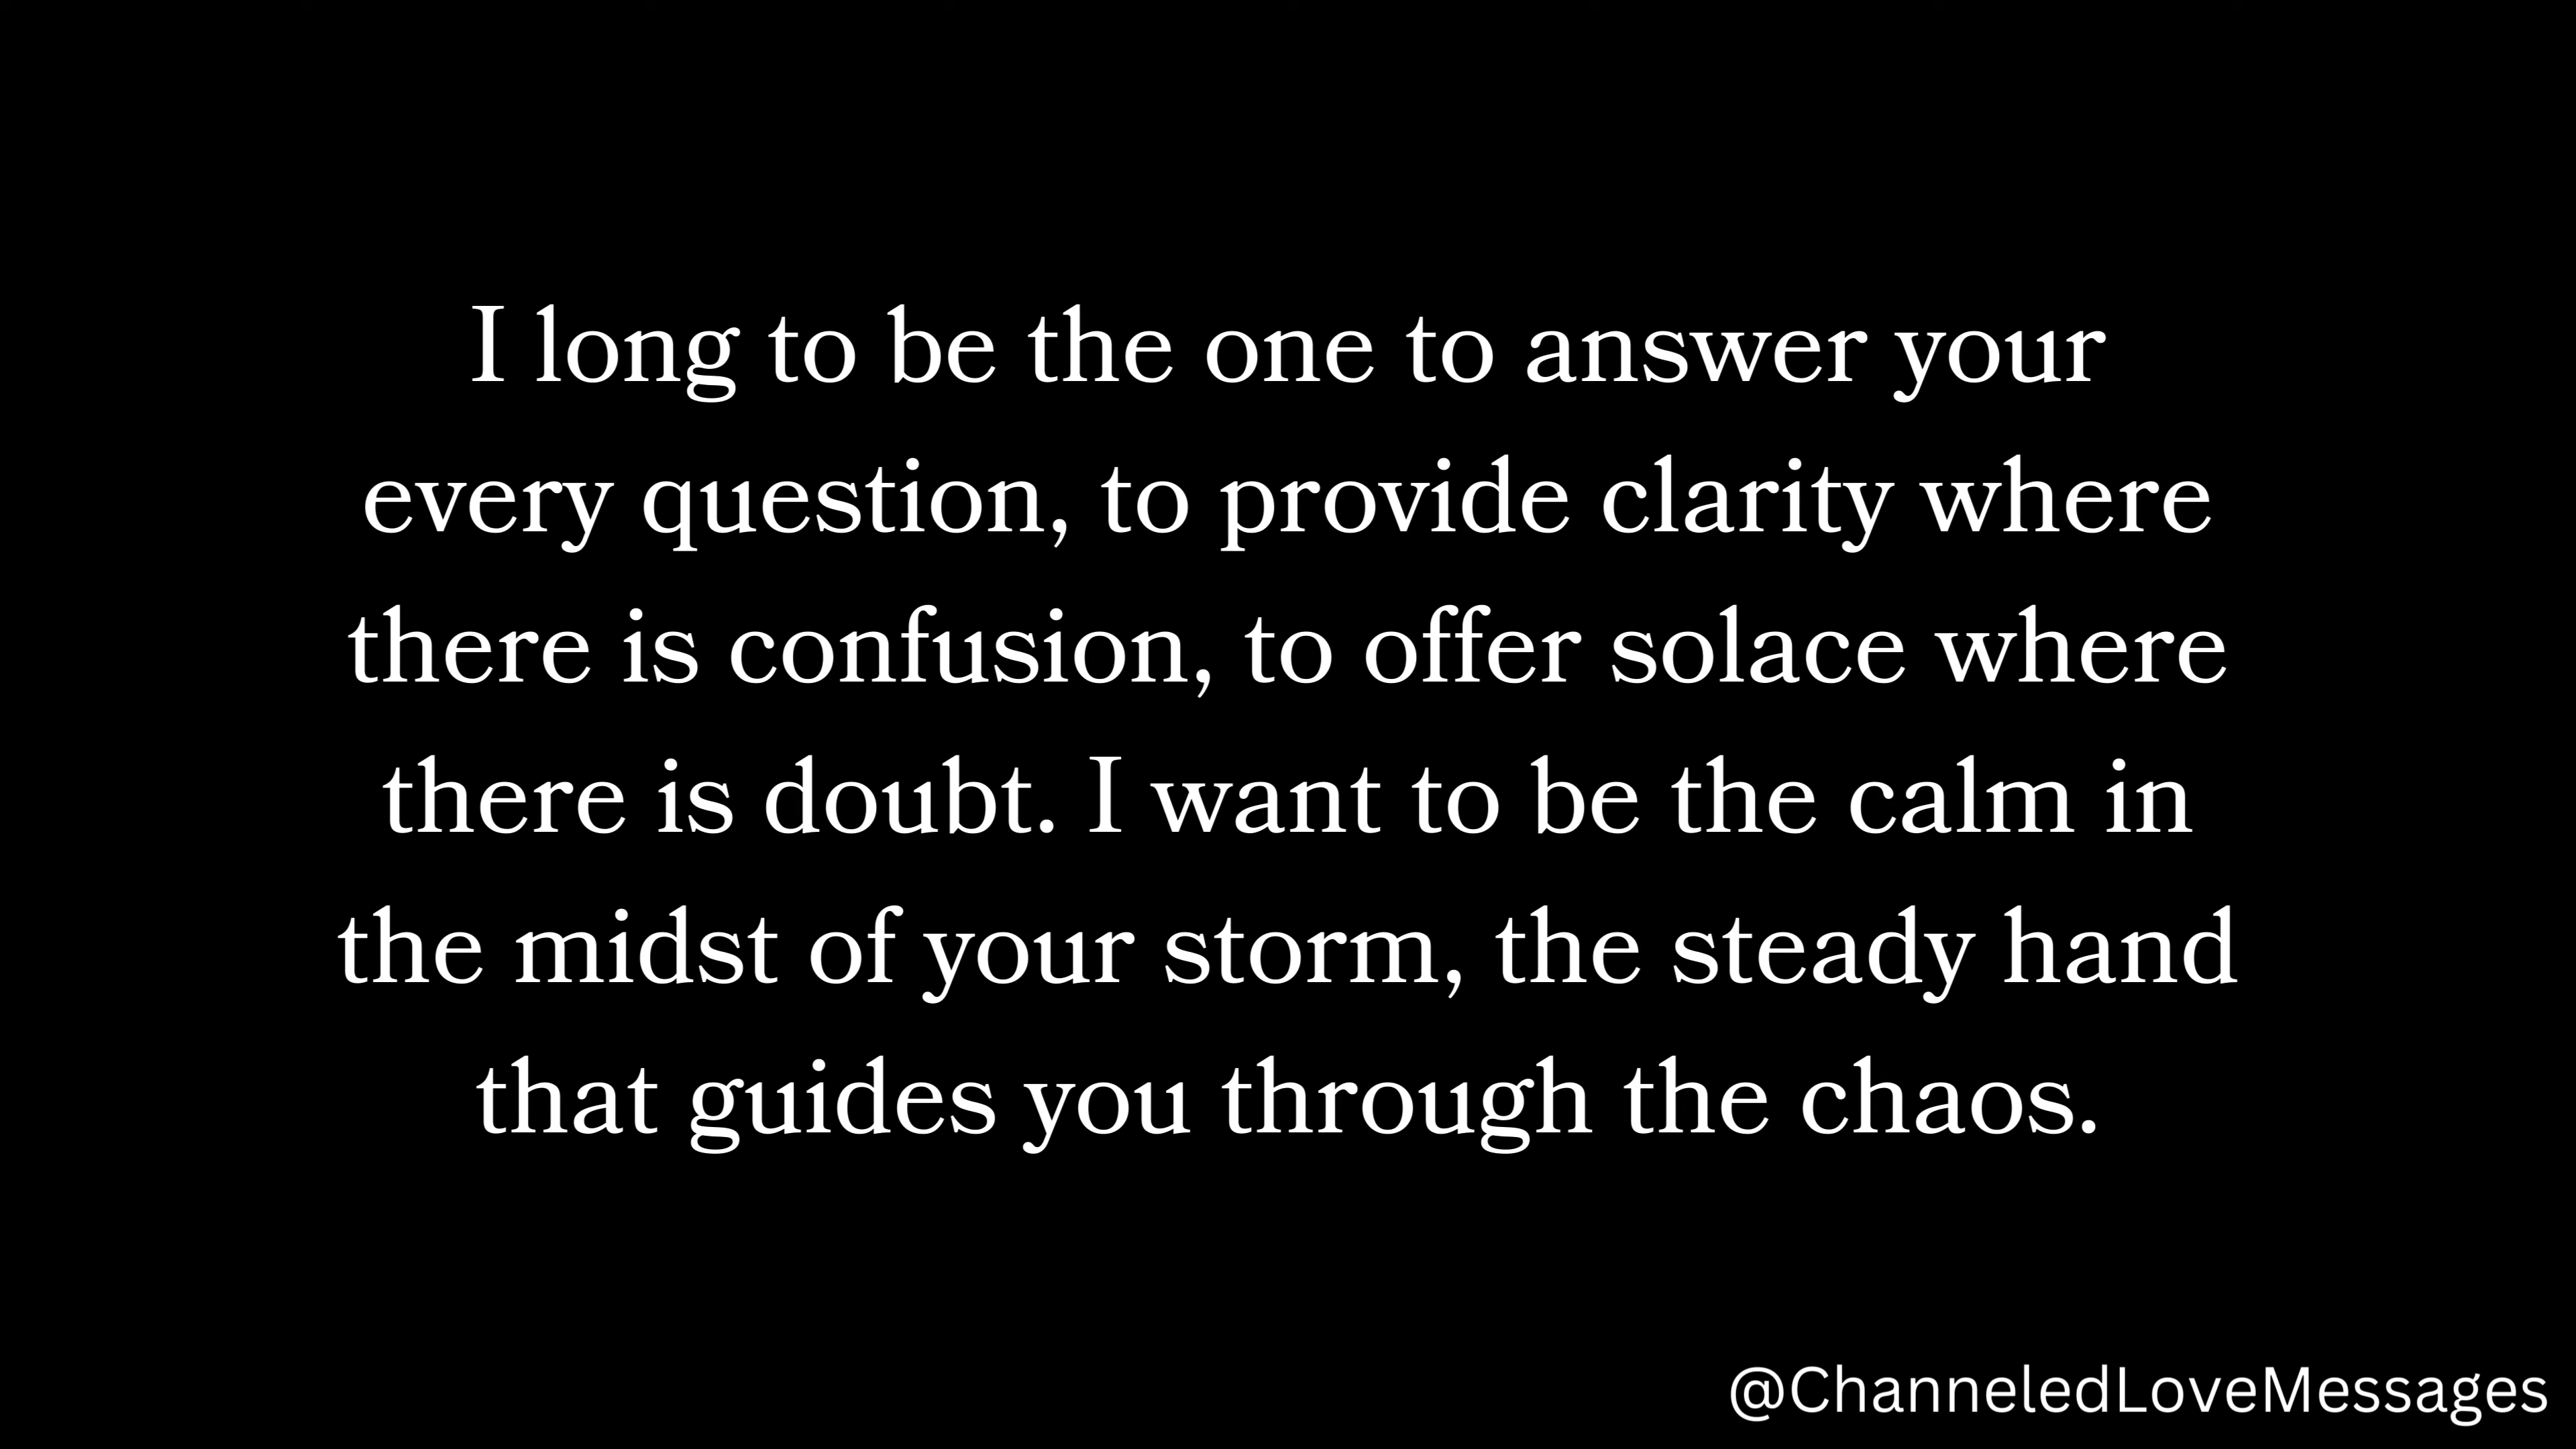 I long to be the one to answer your
every question, to provide clarity where
there is confusion, to offer solace where
there is doubt. I want to be the calm in
the midst of your storm, the steady hand
that guides you through the chaos.
@ChanneledLoveMessages